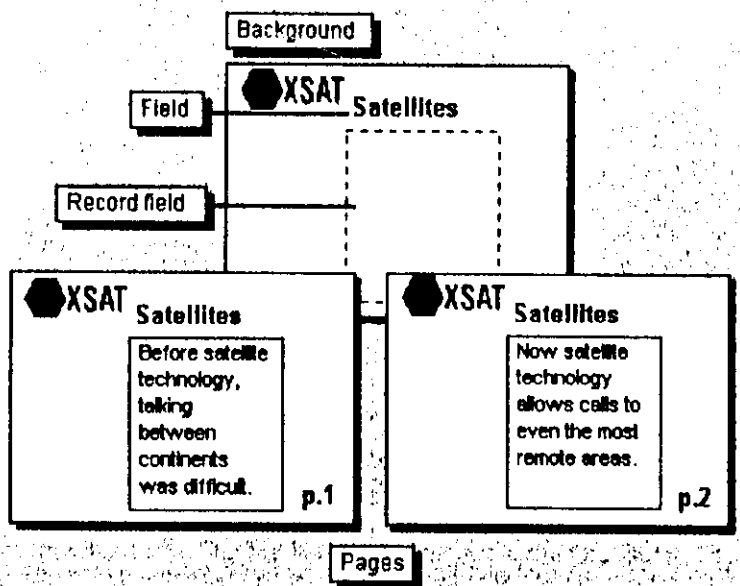 Background
XSAT
Field
Satellites
Record field
XSAT
Satellites
Before satellite
technology,
talking
between
continents
was difficult.
p.1
XSAT
Satellites
Now satellite
technology
allows calls to
even the most
remote areas.
p.2
Pages